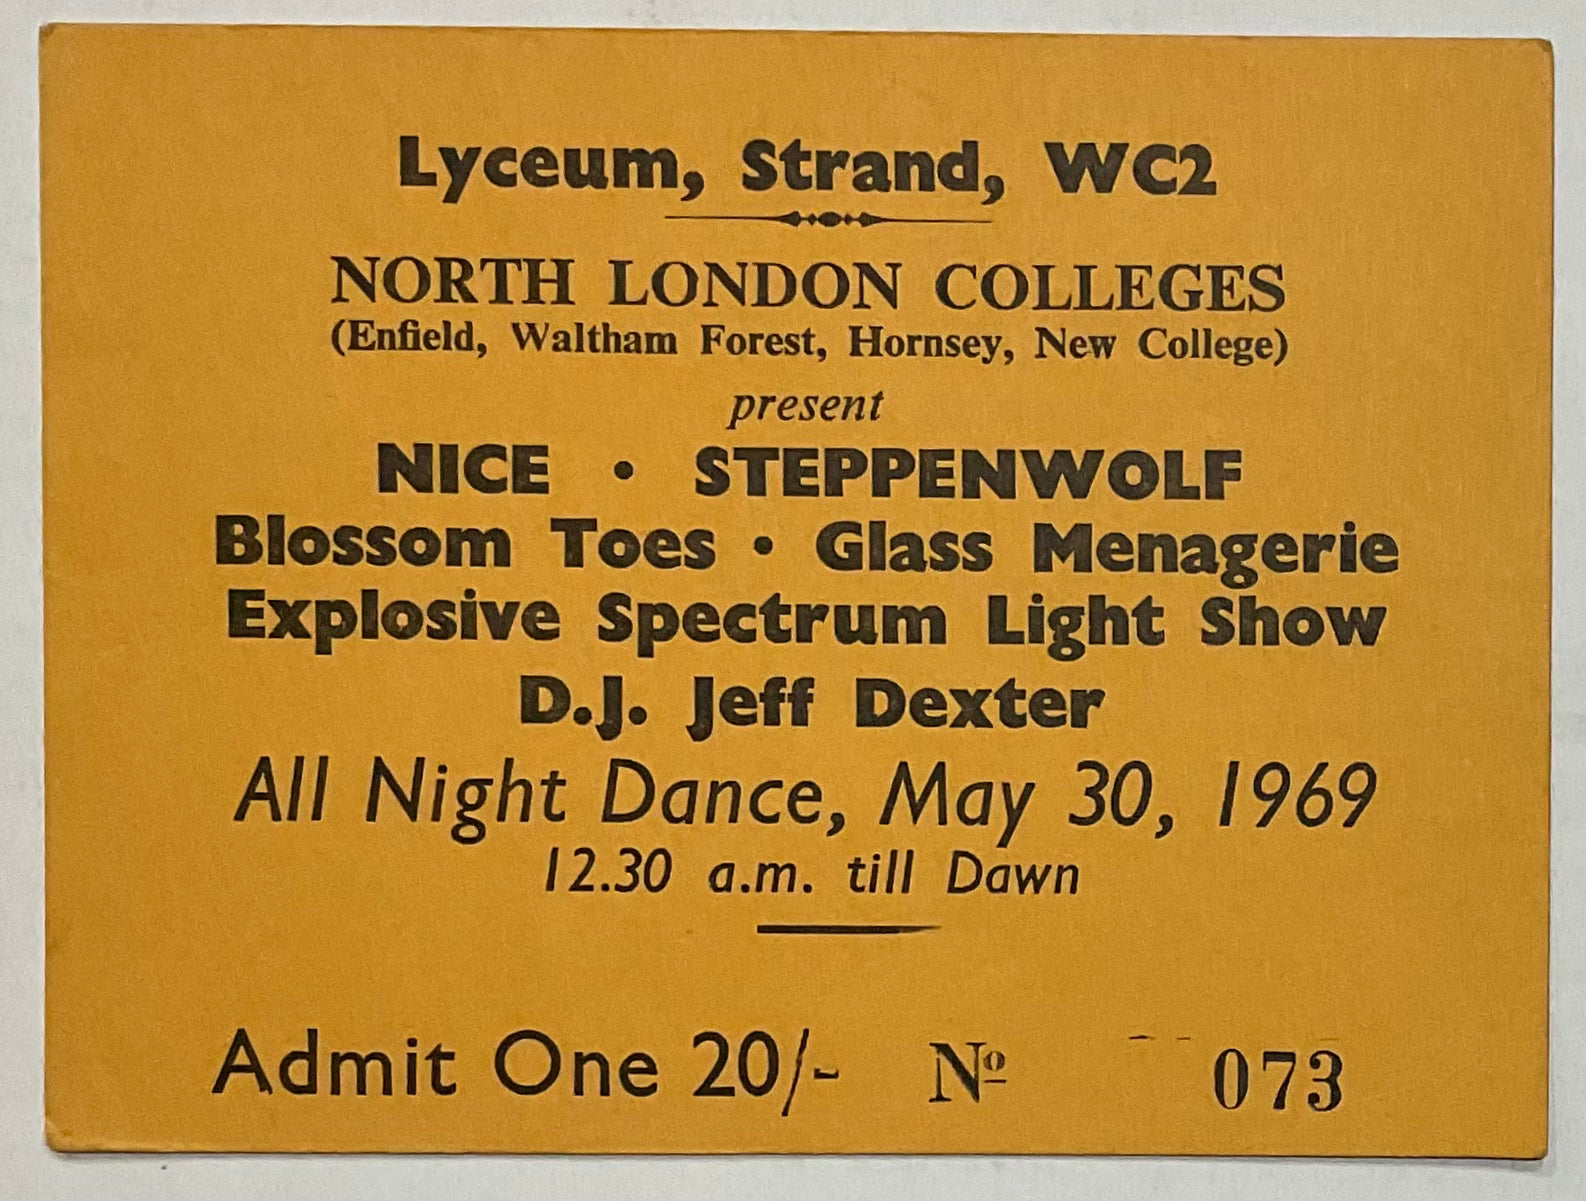 Lyceum, Strand, WC2
NORTH LONDON COLLEGES
(Enfield, Waltham Forest, Hornsey, New College)
present
NICE • STEPPENWOLF
Blossom Toes • Glass Menagerie
Explosive Spectrum Light Show
D.J. Jeff Dexter
All Night Dance, May 30, 1969
12.30 a.m. till Dawn
Admit One 20/- Nº 073